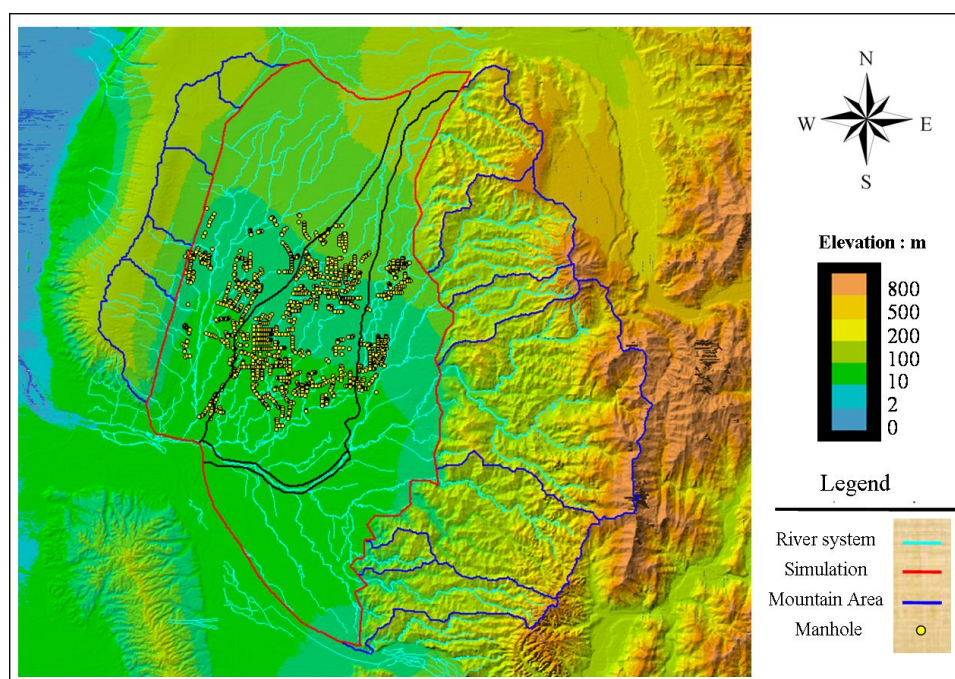 N
W E
S
Elevation : m
800
500
200
100
10
2
0
Legend
River system
Simulation
Mountain Area
Manhole